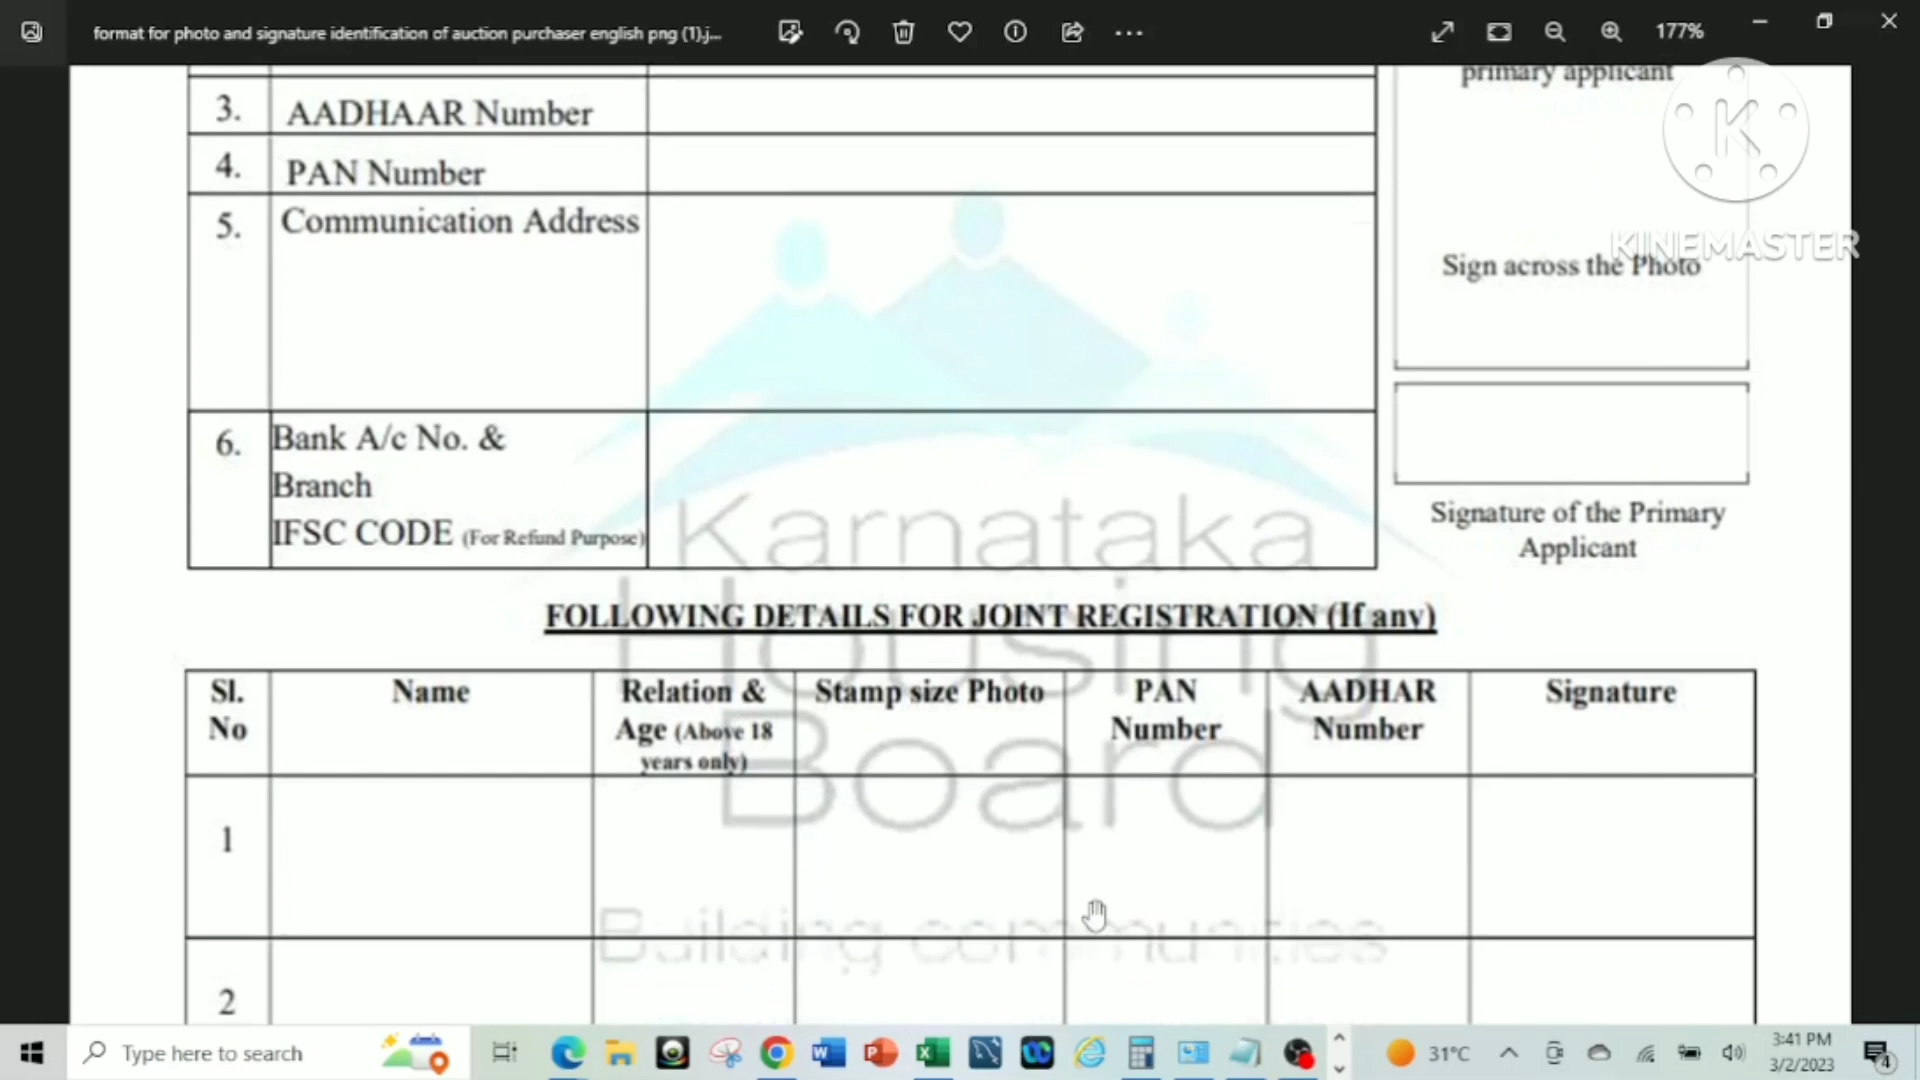 format for photo and signature identification of auction purchaser english png (1).j...
177%
primary applicant
3. AADHAAR Number
4. PAN Number
5. Communication Address
KINEMASTER
Sign across the Photo
6. Bank A/c No. &
Branch
IFSC CODE (For Refund Purpose)
Signature of the Primary
Applicant
Karnataka
Housing
Board
Building communities
FOLLOWING DETAILS FOR JOINT REGISTRATION (If any)
Sl. Name Relation & Stamp size Photo PAN AADHAR Signature
No Age (Above 18 Number Number
years only)
1
2
Type here to search
31°C
3:41 PM
3/2/2023
4